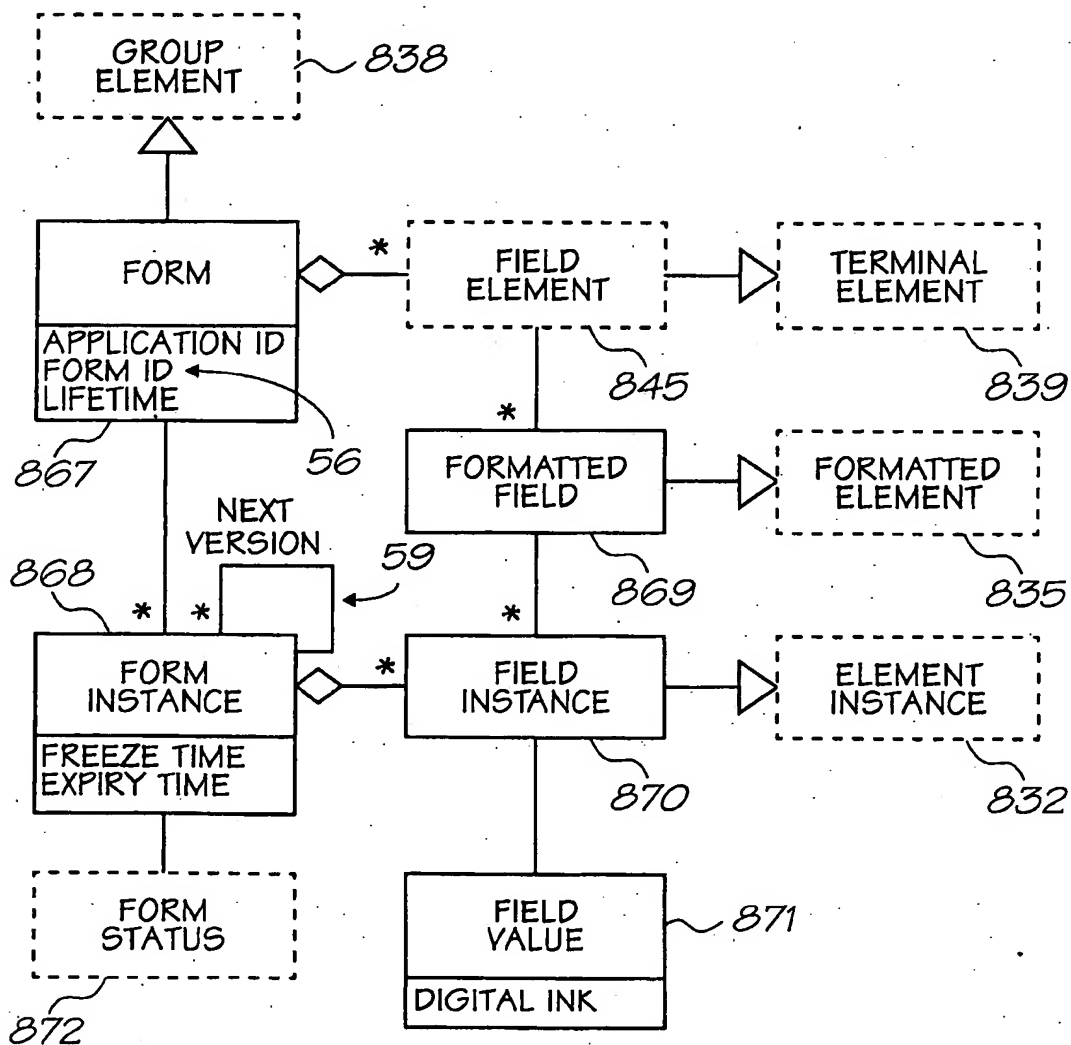 GROUP
ELEMENT
838
FORM
APPLICATION ID
FORM ID
LIFETIME
867
56
*
FIELD
ELEMENT
845
TERMINAL
ELEMENT
839
*
FORMATTED
FIELD
869
FORMATTED
ELEMENT
835
NEXT
VERSION
59
868
* *
FORM
INSTANCE
FREEZE TIME
EXPIRY TIME
*
*
FIELD
INSTANCE
870
ELEMENT
INSTANCE
832
FORM
STATUS
872
FIELD
VALUE
DIGITAL INK
871